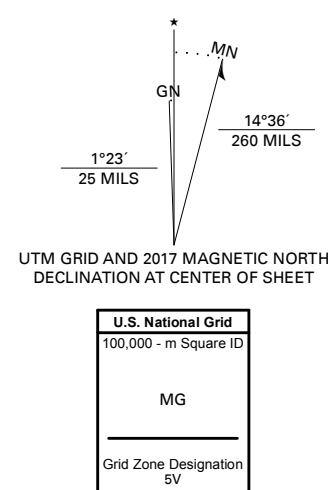 ★
MN
GN
14°36´
260 MILS
1°23´
25 MILS
UTM GRID AND 2017 MAGNETIC NORTH
DECLINATION AT CENTER OF SHEET
U.S. National Grid
100,000 - m Square ID
MG
Grid Zone Designation
5V